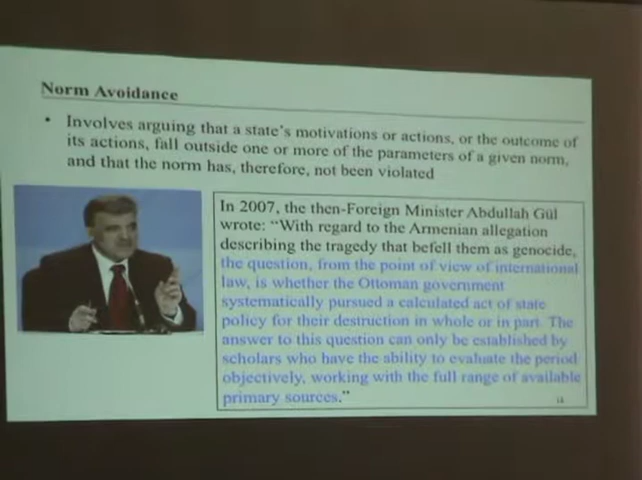 Norm Avoidance
• Involves arguing that a state's motivations or actions, or the outcome of
its actions, fall outside one or more of the parameters of a given norm,
and that the norm has, therefore, not been violated
In 2007, the then-Foreign Minister Abdullah Gül
wrote: “With regard to the Armenian allegation
describing the tragedy that befell them as genocide,
the question, from the point of view of international
law, is whether the Ottoman government
systematically pursued a calculated act of state
policy for their destruction in whole or in part. The
answer to this question can only be established by
scholars who have the ability to evaluate the period
objectively, working with the full range of available
primary sources.”